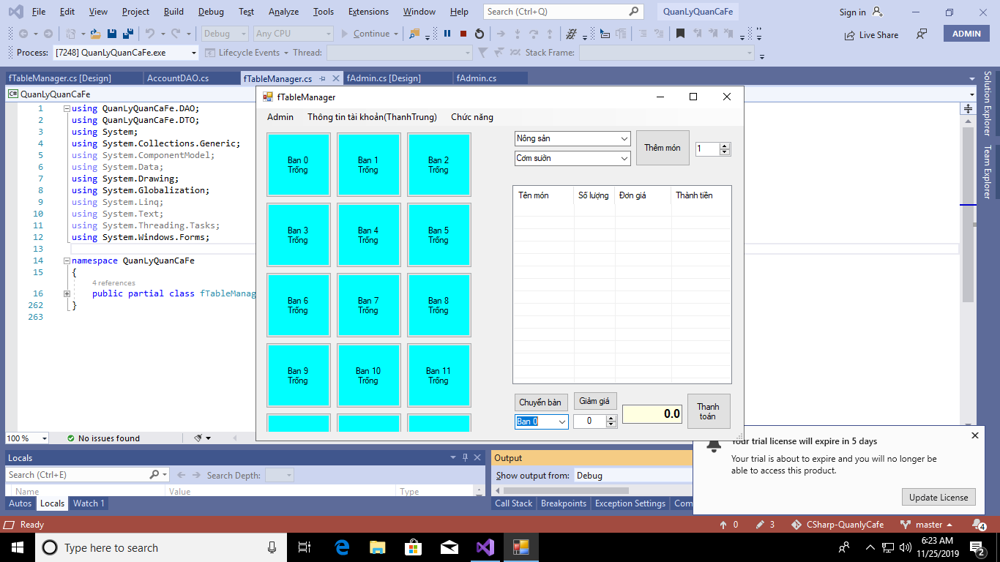 File Edit View Project Build Debug Test Analyze Tools Extensions Window Help Search (Ctrl+Q) QuanLyQuanCaFe Sign in
Debug Any CPU Continue Live Share ADMIN
Process: [7248] QuanLyQuanCaFe.exe Lifecycle Events Thread: Stack Frame:
fTableManager.cs [Design] AccountDAO.cs fTableManager.cs fAdmin.cs [Design] fAdmin.cs
C# QuanLyQuanCaFe
1 using QuanLyQuanCaFe.DAO;
2 using QuanLyQuanCaFe.DTO;
3 using System;
4 using System.Collections.Generic;
5 using System.ComponentModel;
6 using System.Data;
7 using System.Drawing;
8 using System.Globalization;
9 using System.Linq;
10 using System.Text;
11 using System.Threading.Tasks;
12 using System.Windows.Forms;
13
14 namespace QuanLyQuanCaFe
15 {
4 references
16 public partial class fTableManag
262 }
263
100 % No issues found
fTableManager
Admin Thông tin tài khoản(ThanhTrung) Chức năng
Ban 0
Trống
Ban 1
Trống
Ban 2
Trống
Ban 3
Trống
Ban 4
Trống
Ban 5
Trống
Ban 6
Trống
Ban 7
Trống
Ban 8
Trống
Ban 9
Trống
Ban 10
Trống
Ban 11
Trống
Nông sản
Cơm sườn
Thêm món
1
Tên món Số lượng Đơn giá Thành tiền
Chuyển bàn Giảm giá
Ban 0 0 0.0
Thanh
toán
Solution Explorer
Team Explorer
Locals
Search (Ctrl+E) Search Depth:
Name Value Type
Autos Locals Watch 1
Output
Show output from: Debug
Call Stack Breakpoints Exception Settings Com
Your trial license will expire in 5 days
Your trial is about to expire and you will no longer be
able to access this product.
Update License
Ready 0 3 CSharp-QuanlyCafe master 4
Type here to search
6:23 AM
11/25/2019
2